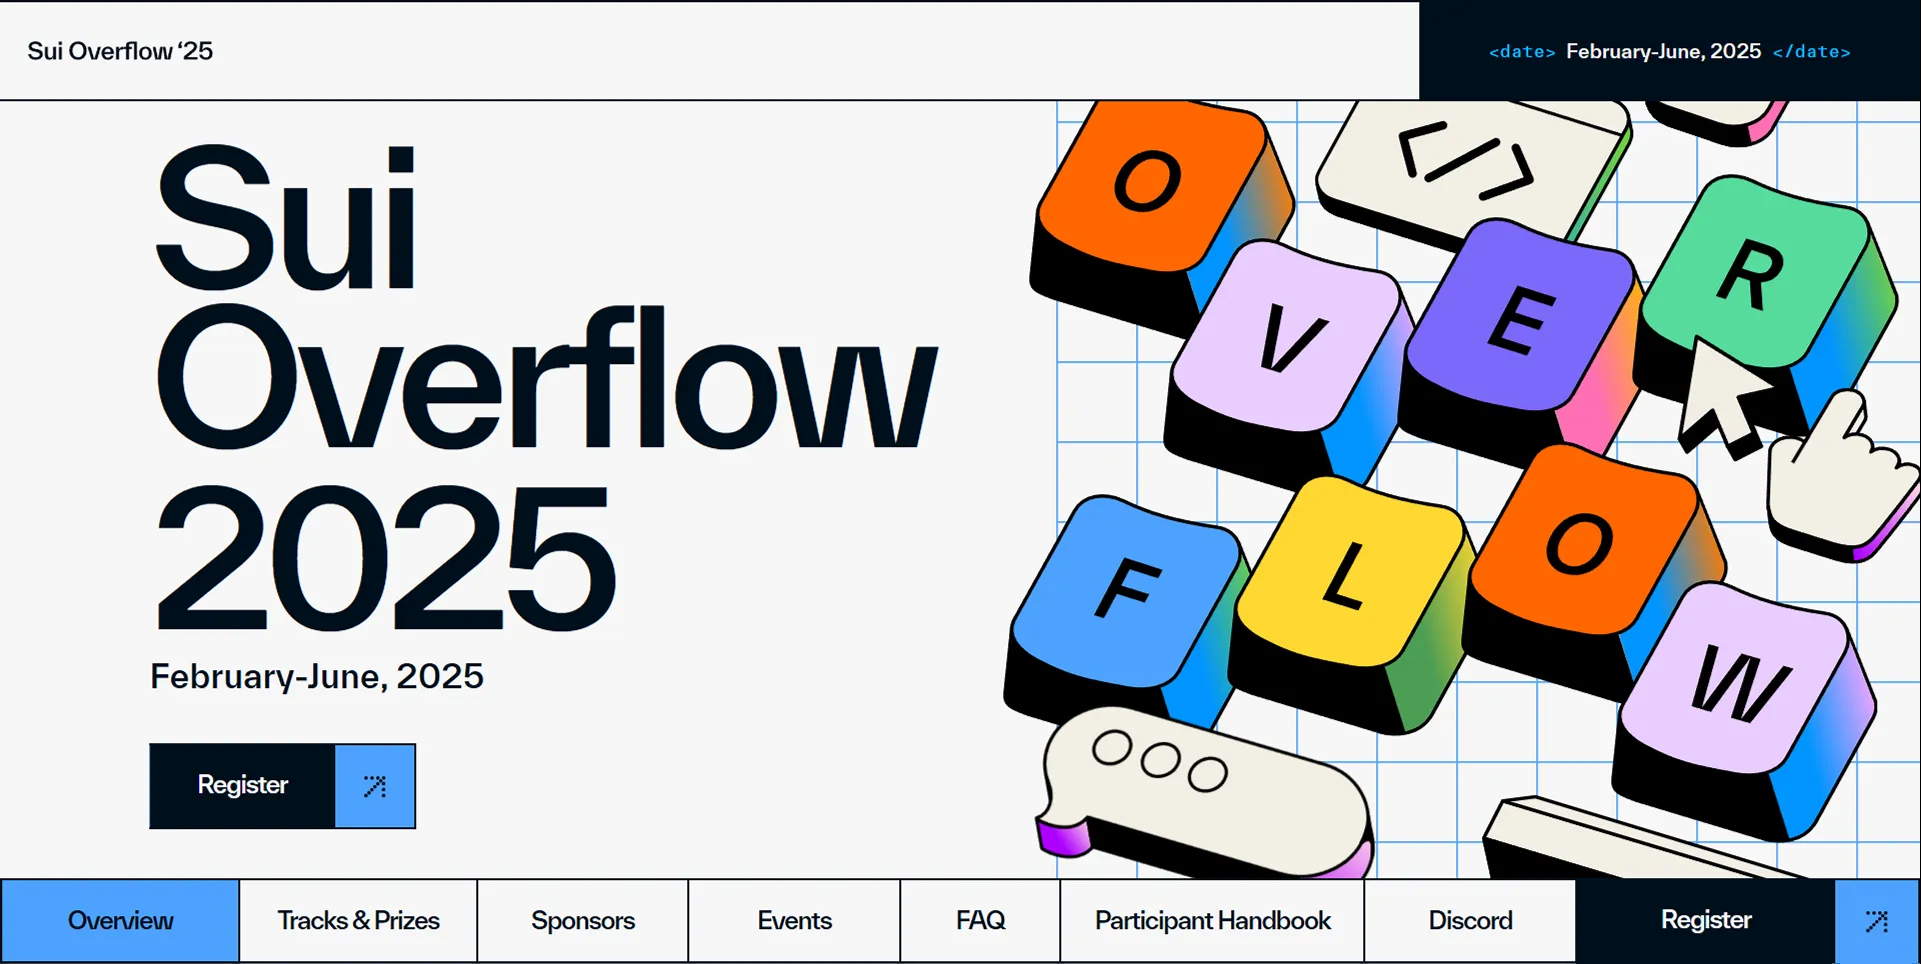 Sui Overflow ‘25
<date> February-June, 2025 </date>
Sui
Overflow
2025
February-June, 2025
Register
O </>
V E R
F L O W
Overview Tracks & Prizes Sponsors Events FAQ Participant Handbook Discord Register